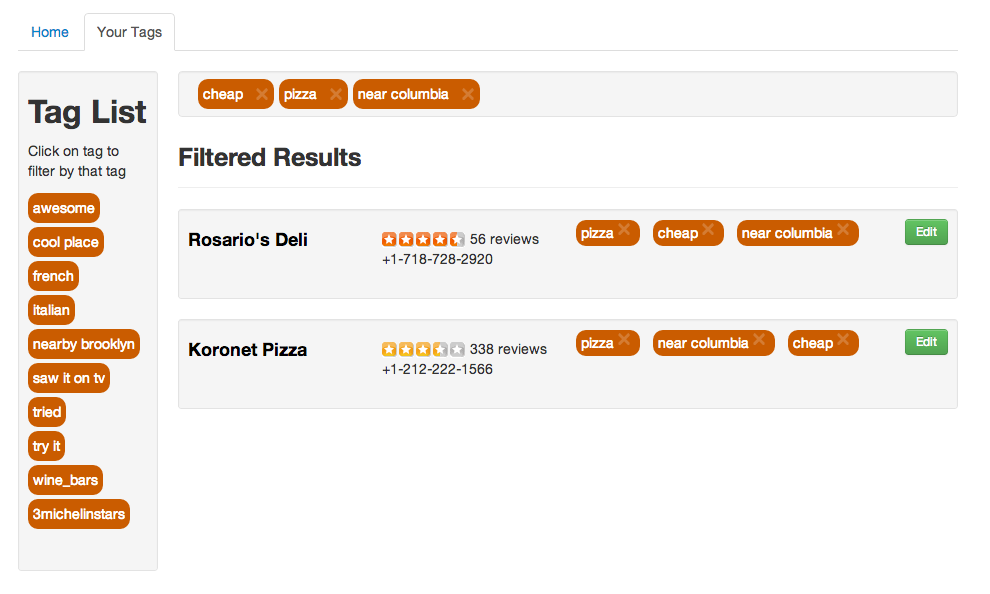 Home
Your Tags
Tag List
Click on tag to
filter by that tag
awesome
cool place
french
italian
nearby brooklyn
saw it on tv
tried
try it
wine_bars
3michelinstars
cheap ×
pizza ×
near columbia ×
Filtered Results
Rosario's Deli
56 reviews
+1-718-728-2920
pizza ×
cheap ×
near columbia ×
Edit
Koronet Pizza
338 reviews
+1-212-222-1566
pizza ×
near columbia ×
cheap ×
Edit